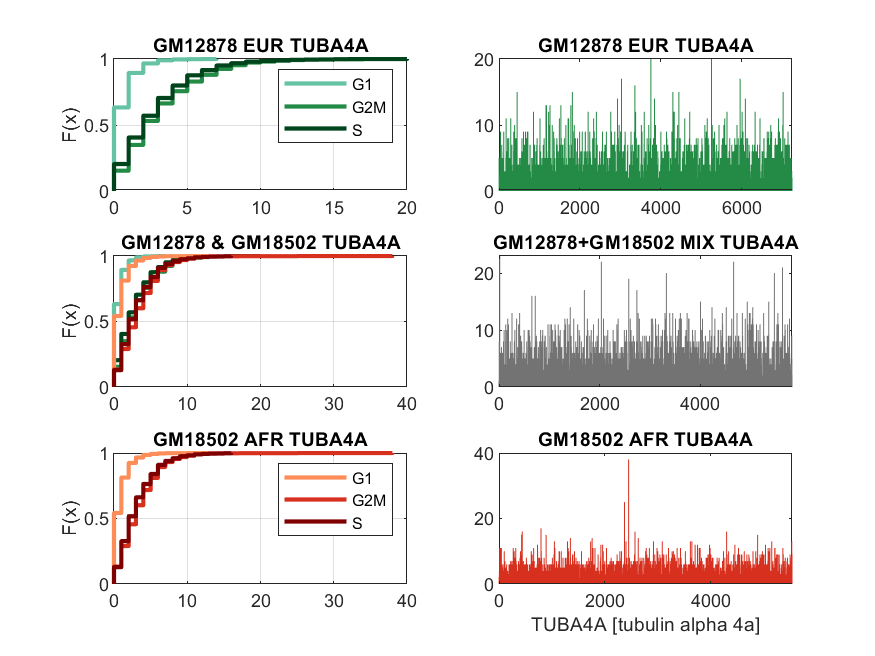 GM12878 EUR TUBA4A
1
0.5
0
F(x)
0 5 10 15 20
G1
G2M
S
GM12878 EUR TUBA4A
20
10
0
0 2000 4000 6000
GM12878 & GM18502 TUBA4A
1
0.5
0
F(x)
0 10 20 30 40
GM12878+GM18502 MIX TUBA4A
20
10
0
0 2000 4000
GM18502 AFR TUBA4A
1
0.5
0
F(x)
0 10 20 30 40
G1
G2M
S
GM18502 AFR TUBA4A
40
20
0
0 2000 4000
TUBA4A [tubulin alpha 4a]